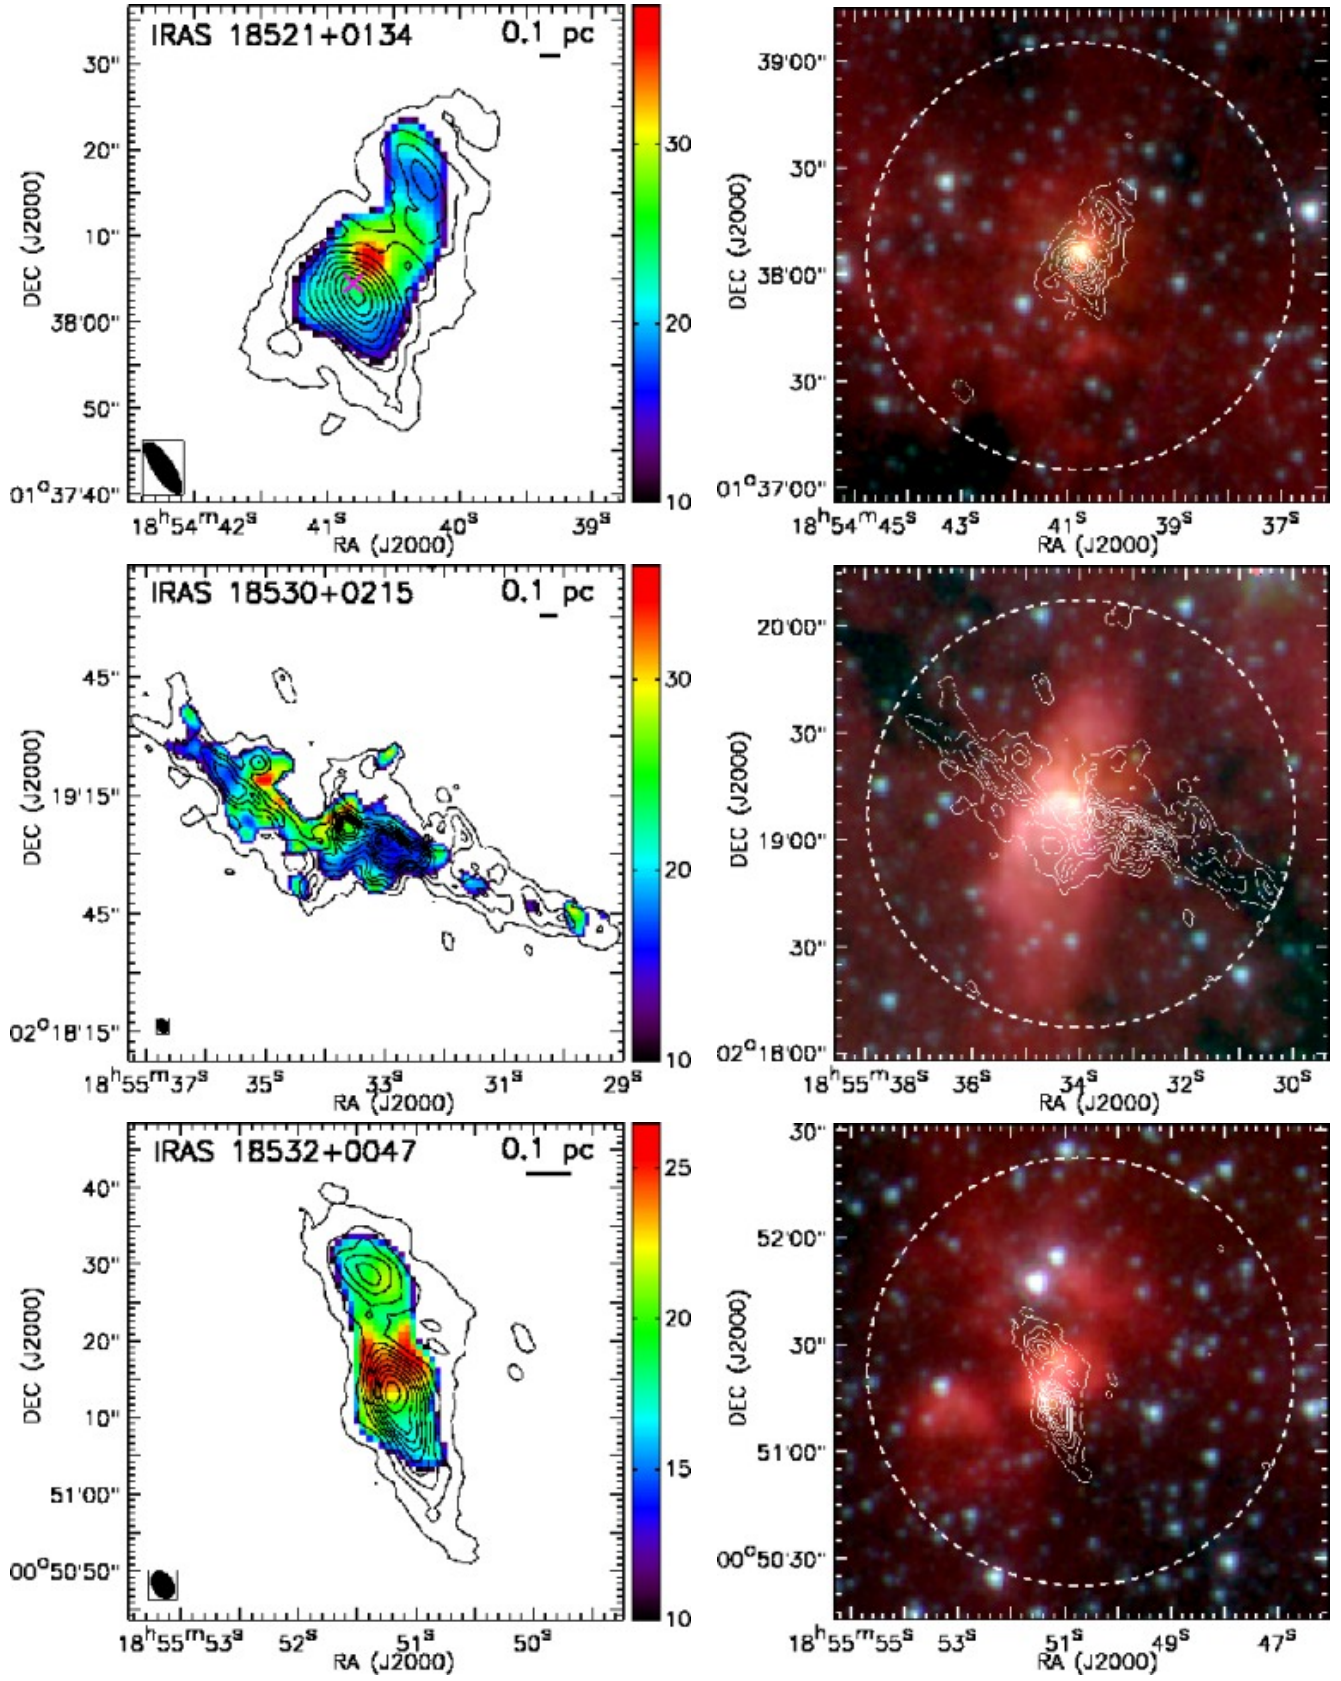 IRAS 18521+0134 0.1 pc
30"
20"
10"
38'00"
50"
01°37'40"
DEC (J2000)
18ʰ54ᵐ42ˢ 41ˢ 40ˢ 39ˢ
RA (J2000)
30
20
10
39'00"
30"
38'00"
30"
01°37'00"
DEC (J2000)
18ʰ54ᵐ45ˢ 43ˢ 41ˢ 39ˢ 37ˢ
RA (J2000)
IRAS 18530+0215 0.1 pc
45"
19'15"
45"
02°18'15"
DEC (J2000)
18ʰ55ᵐ37ˢ 35ˢ 33ˢ 31ˢ 29ˢ
RA (J2000)
30
20
10
20'00"
30"
19'00"
30"
02°18'00"
DEC (J2000)
18ʰ55ᵐ38ˢ 36ˢ 34ˢ 32ˢ 30ˢ
RA (J2000)
IRAS 18532+0047 0.1 pc
40"
30"
20"
10"
51'00"
00°50'50"
DEC (J2000)
18ʰ55ᵐ53ˢ 52ˢ 51ˢ 50ˢ
RA (J2000)
25
20
15
10
30"
52'00"
30"
51'00"
00°50'30"
DEC (J2000)
18ʰ55ᵐ55ˢ 53ˢ 51ˢ 49ˢ 47ˢ
RA (J2000)